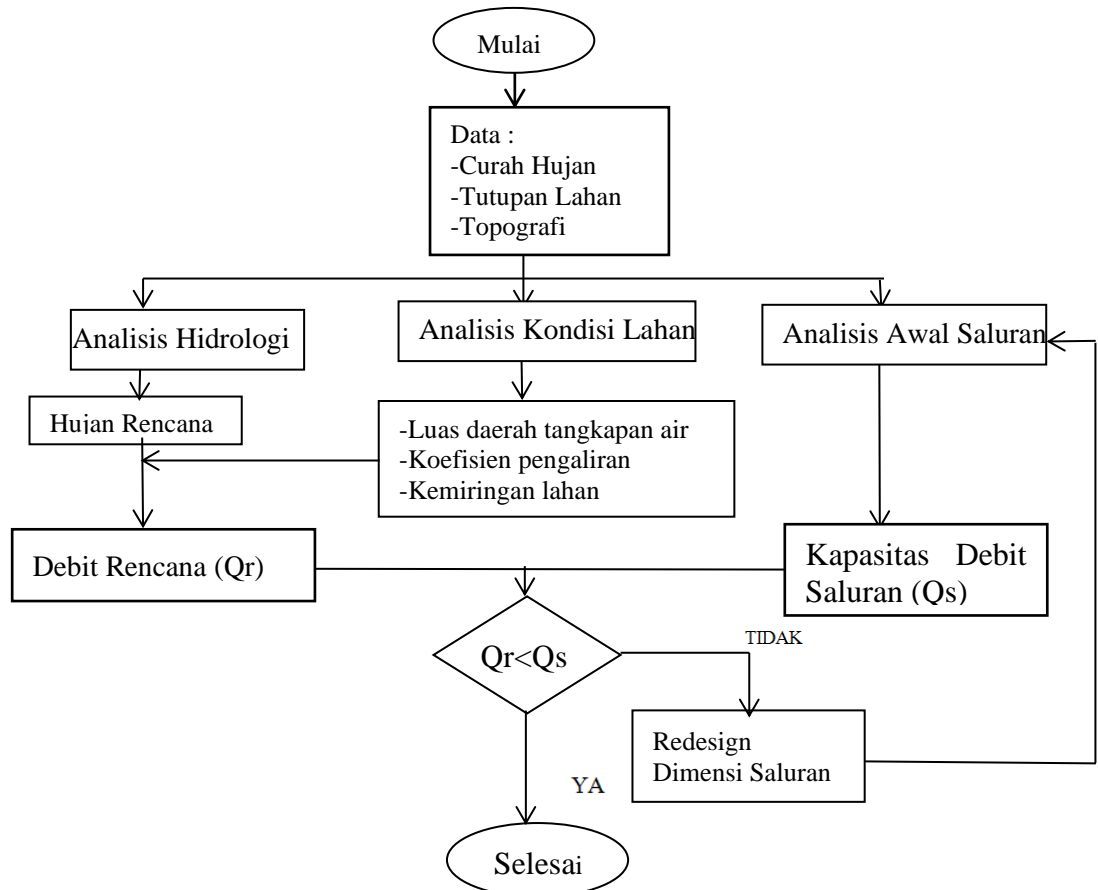 Mulai
Data :
-Curah Hujan
-Tutupan Lahan
-Topografi
Analisis Hidrologi
Analisis Kondisi Lahan
Analisis Awal Saluran
Hujan Rencana
-Luas daerah tangkapan air
-Koefisien pengaliran
-Kemiringan lahan
Debit Rencana (Qr)
Kapasitas Debit
Saluran (Qs)
Qr<Qs
TIDAK
Redesign
Dimensi Saluran
YA
Selesai